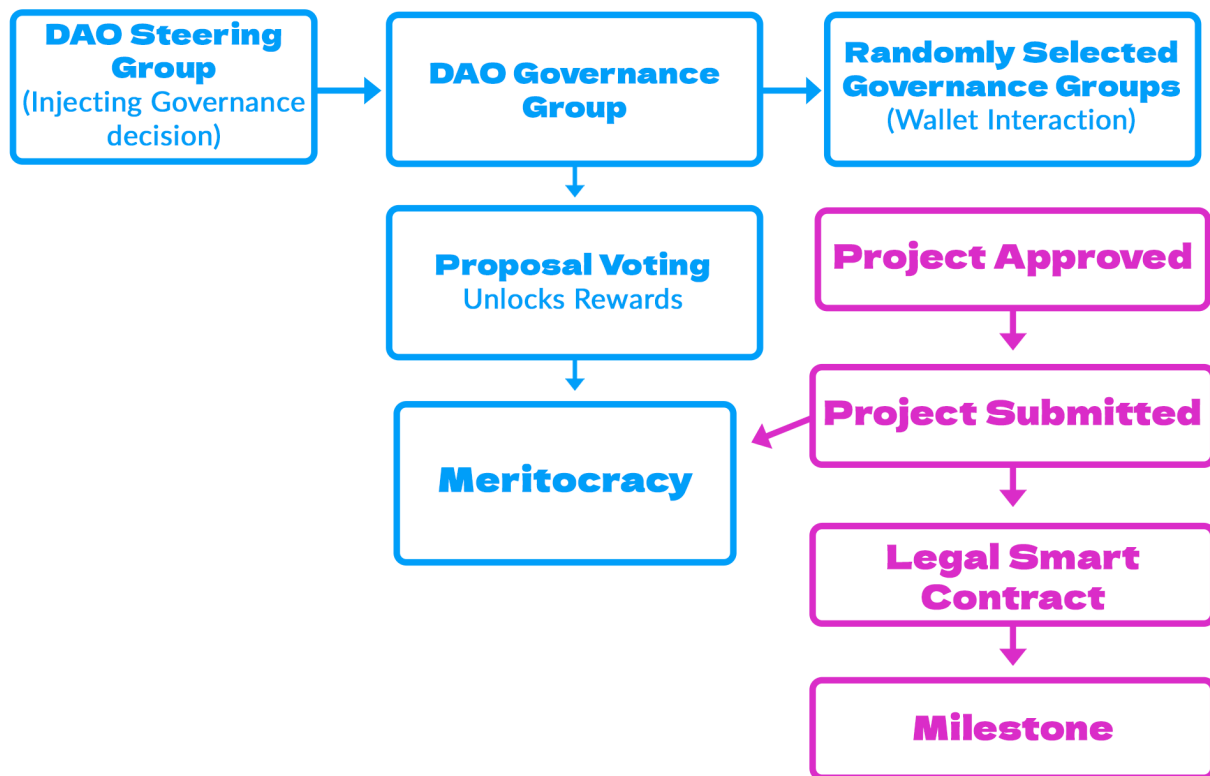 DAO Steering
Group
(Injecting Governance
decision)
DAO Governance
Group
Randomly Selected
Governance Groups
(Wallet Interaction)
Proposal Voting
Unlocks Rewards
Project Approved
Meritocracy
Project Submitted
Legal Smart
Contract
Milestone